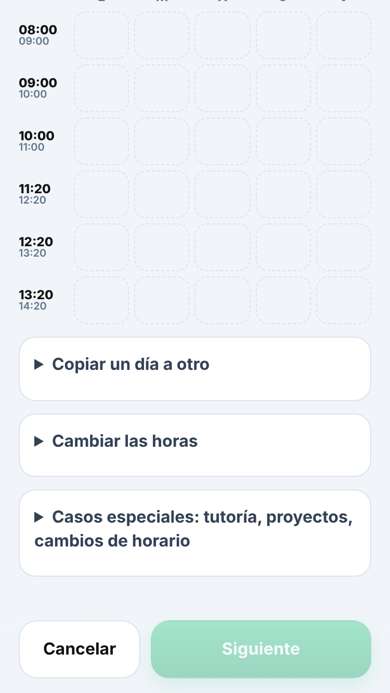 08:00
09:00
09:00
10:00
10:00
11:00
11:20
12:20
12:20
13:20
13:20
14:20
Copiar un día a otro
Cambiar las horas
Casos especiales: tutoría, proyectos,
cambios de horario
Cancelar
Siguiente